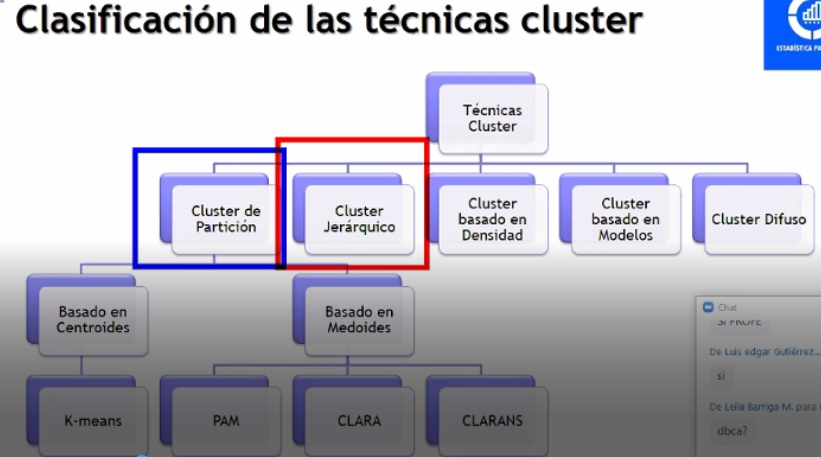 Clasificación de las técnicas cluster
ESTADÍSTICA
Técnicas
Cluster
Cluster de
Partición
Cluster
Jerárquico
Cluster
basado en
Densidad
Cluster
basado en
Modelos
Cluster Difuso
Basado en
Centroides
Basado en
Medoides
K-means
PAM
CLARA
CLARANS
Chat
SI PROFE
De Luis edgar Gutiérrez...
si
De Leila Barriga M. para
dbca?